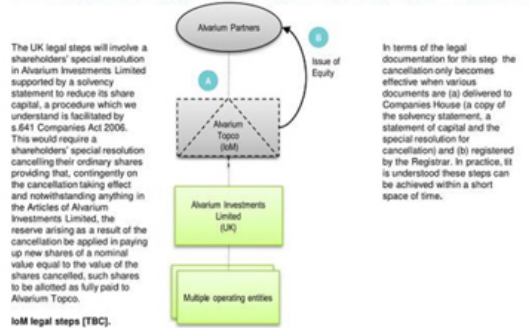 The UK legal steps will involve a
shareholders' special resolution
in Alvarium Investments Limited
supported by a solvency
statement to reduce its share
capital, a procedure which we
understand is facilitated by
s.641 Companies Act 2006.
This would require a
shareholders' special resolution
cancelling their ordinary shares
providing that, contingently on
the cancellation taking effect
and notwithstanding anything in
the Articles of Alvarium
Investments Limited, the
reserve arising as a result of the
cancellation be applied in paying
up new shares of a nominal
value equal to the value of the
shares cancelled, such shares
to be allotted as fully paid to
Alvarium Topco.
IoM legal steps [TBC].
Alvarium Partners
B
Issue of
Equity
A
Alvarium
Topco
(IoM)
Alvarium Investments
Limited
(UK)
Multiple operating entities
In terms of the legal
documentation for this step the
cancellation only becomes
effective when various
documents are (a) delivered to
Companies House (a copy of
the solvency statement, a
statement of capital and the
special resolution for
cancellation) and (b) registered
by the Registrar. In practice, tit
is understood these steps can
be achieved within a short
space of time.